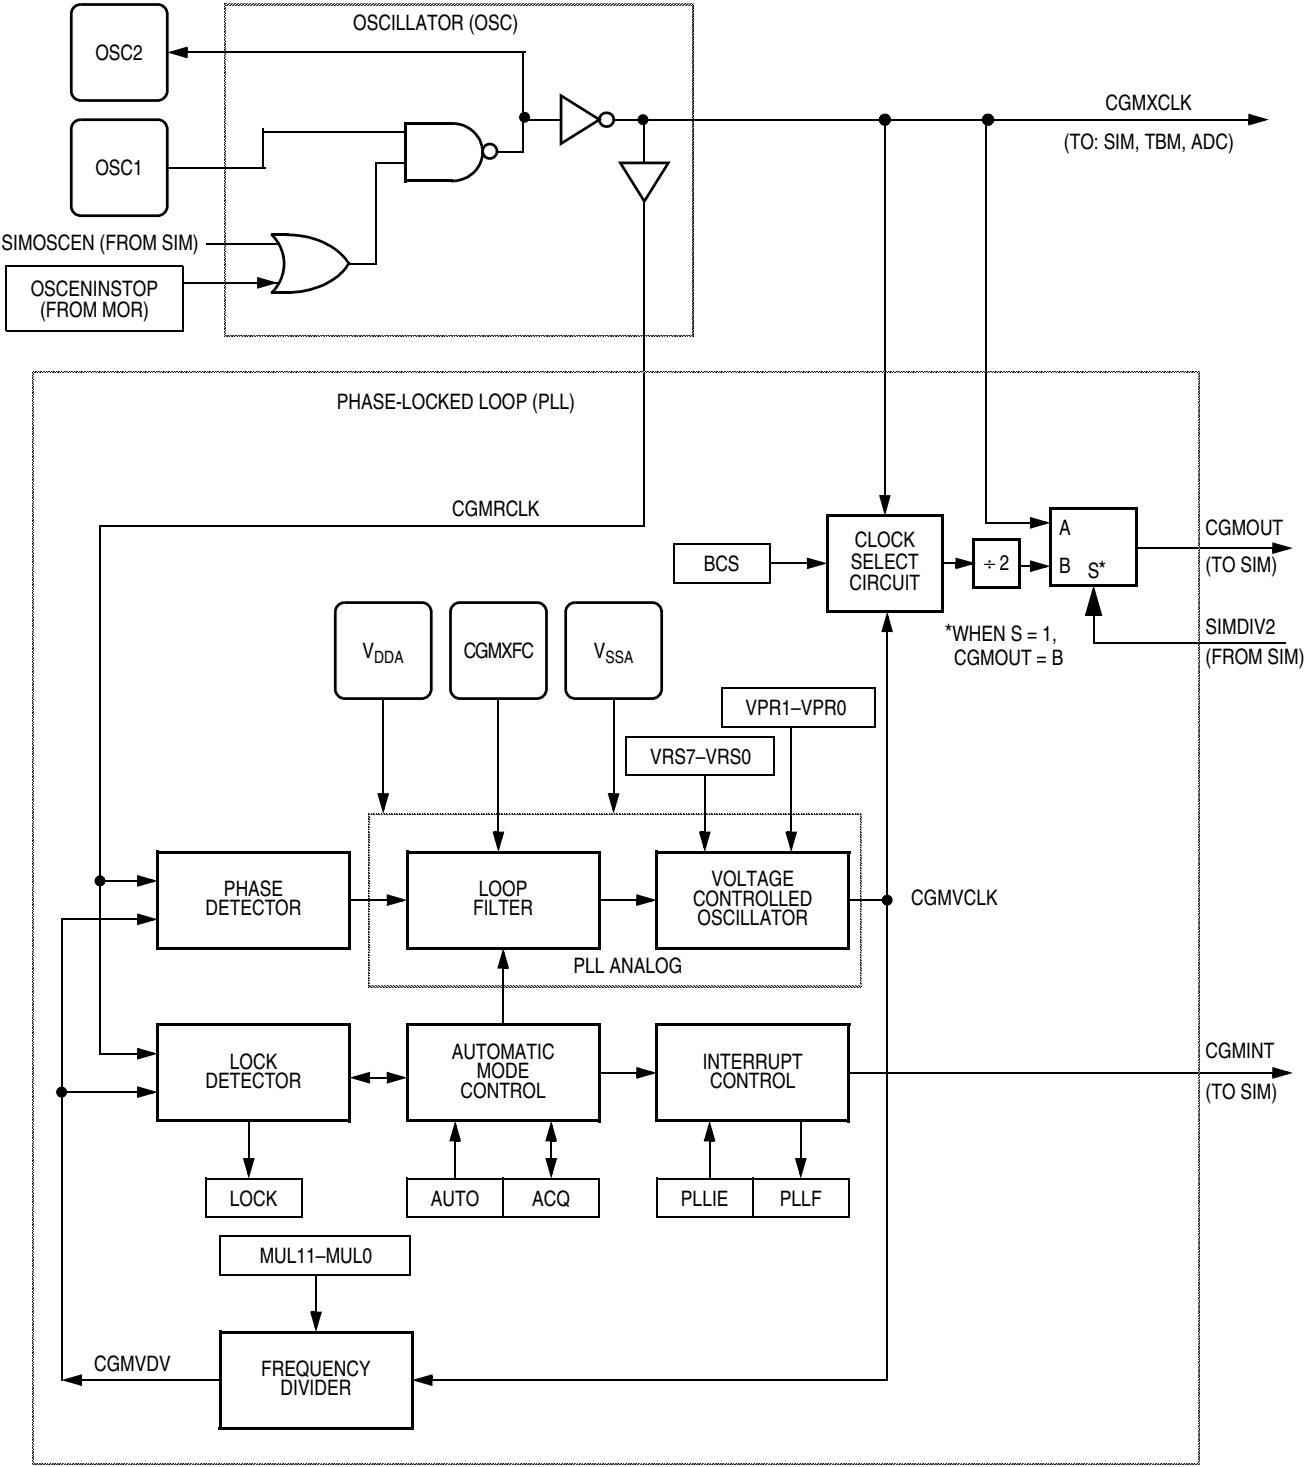 OSCILLATOR (OSC)
OSC2
CGMXCLK
(TO: SIM, TBM, ADC)
OSC1
SIMOSCEN (FROM SIM)
OSCENINSTOP
(FROM MOR)
PHASE-LOCKED LOOP (PLL)
CGMRCLK
BCS
CLOCK
SELECT
CIRCUIT
÷ 2
A
B
S*
CGMOUT
(TO SIM)
*WHEN S = 1,
CGMOUT = B
SIMDIV2
(FROM SIM)
VDDA
CGMXFC
VSSA
VPR1–VPR0
VRS7–VRS0
PHASE
DETECTOR
LOOP
FILTER
VOLTAGE
CONTROLLED
OSCILLATOR
CGMVCLK
PLL ANALOG
LOCK
DETECTOR
AUTOMATIC
MODE
CONTROL
INTERRUPT
CONTROL
CGMINT
(TO SIM)
LOCK
AUTO
ACQ
PLLIE
PLLF
MUL11–MUL0
CGMVDV
FREQUENCY
DIVIDER